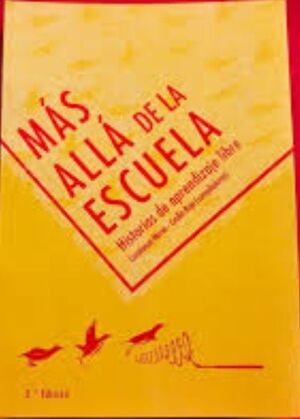 MÁS
ALLÁ DE LA
ESCUELA
Historias de aprendizaje libre